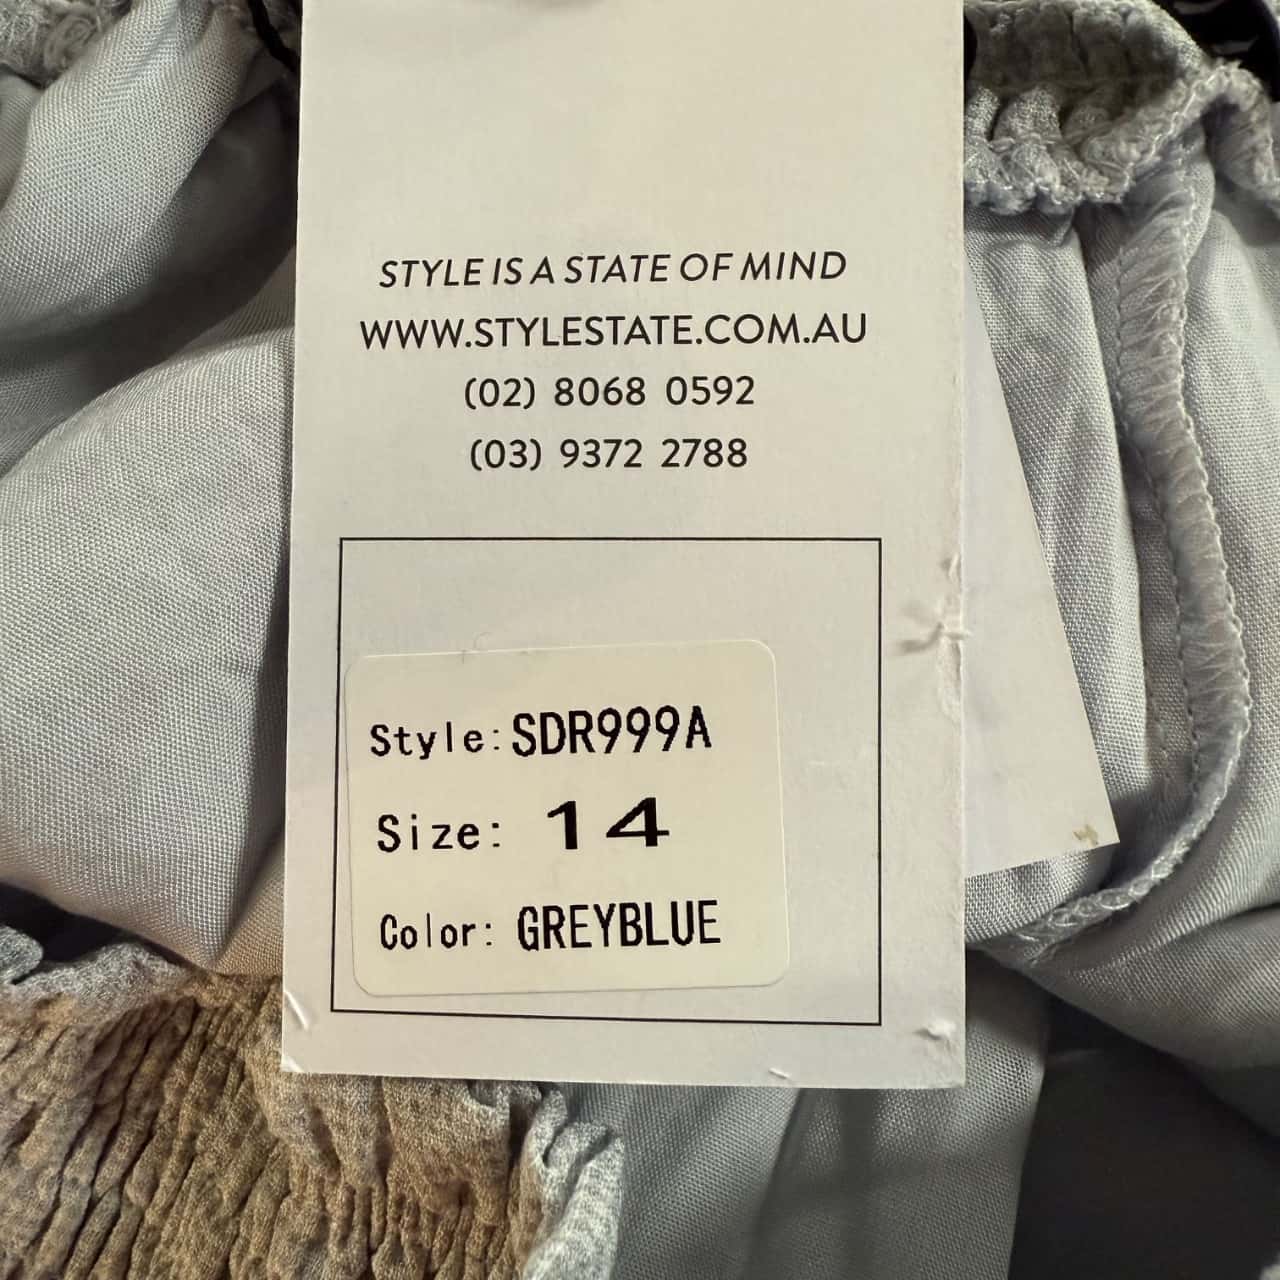 STYLE IS A STATE OF MIND
WWW.STYLESTATE.COM.AU
(02) 8068 0592
(03) 9372 2788
Style: SDR999A
Size: 14
Color: GREYBLUE